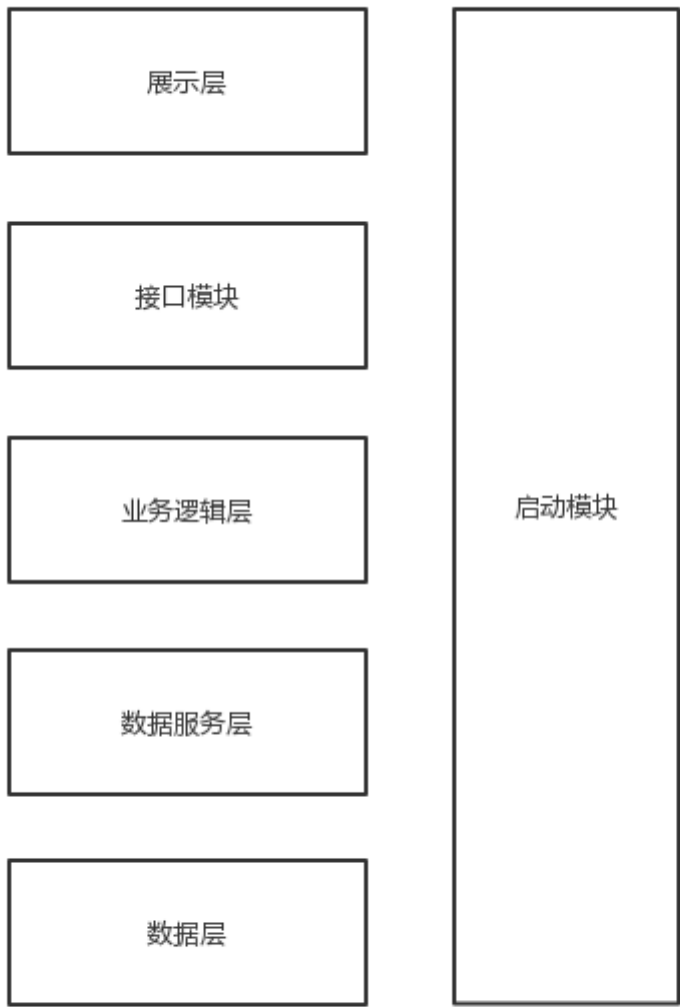 展示层
接口模块
业务逻辑层
启动模块
数据服务层
数据层